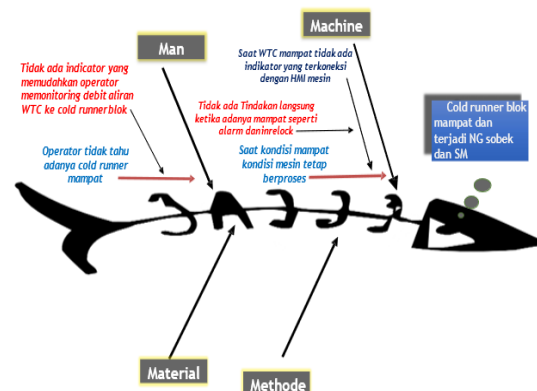 Man
Machine
Tidak ada indicator yang
memudahkan operator
memonitoring debit aliran
WTC ke cold runner blok
Operator tidak tahu
adanya cold runner
mampat
Saat WTC mampat tidak ada
indikator yang terkoneksi
dengan HMI mesin
Tidak ada Tindakan langsung
ketika adanya mampat seperti
alarm daninrelock
Saat kondisi mampat
kondisi mesin tetap
berproses
Cold runner blok
mampat dan
terjadi NG sobek
dan SM
Material
Methode